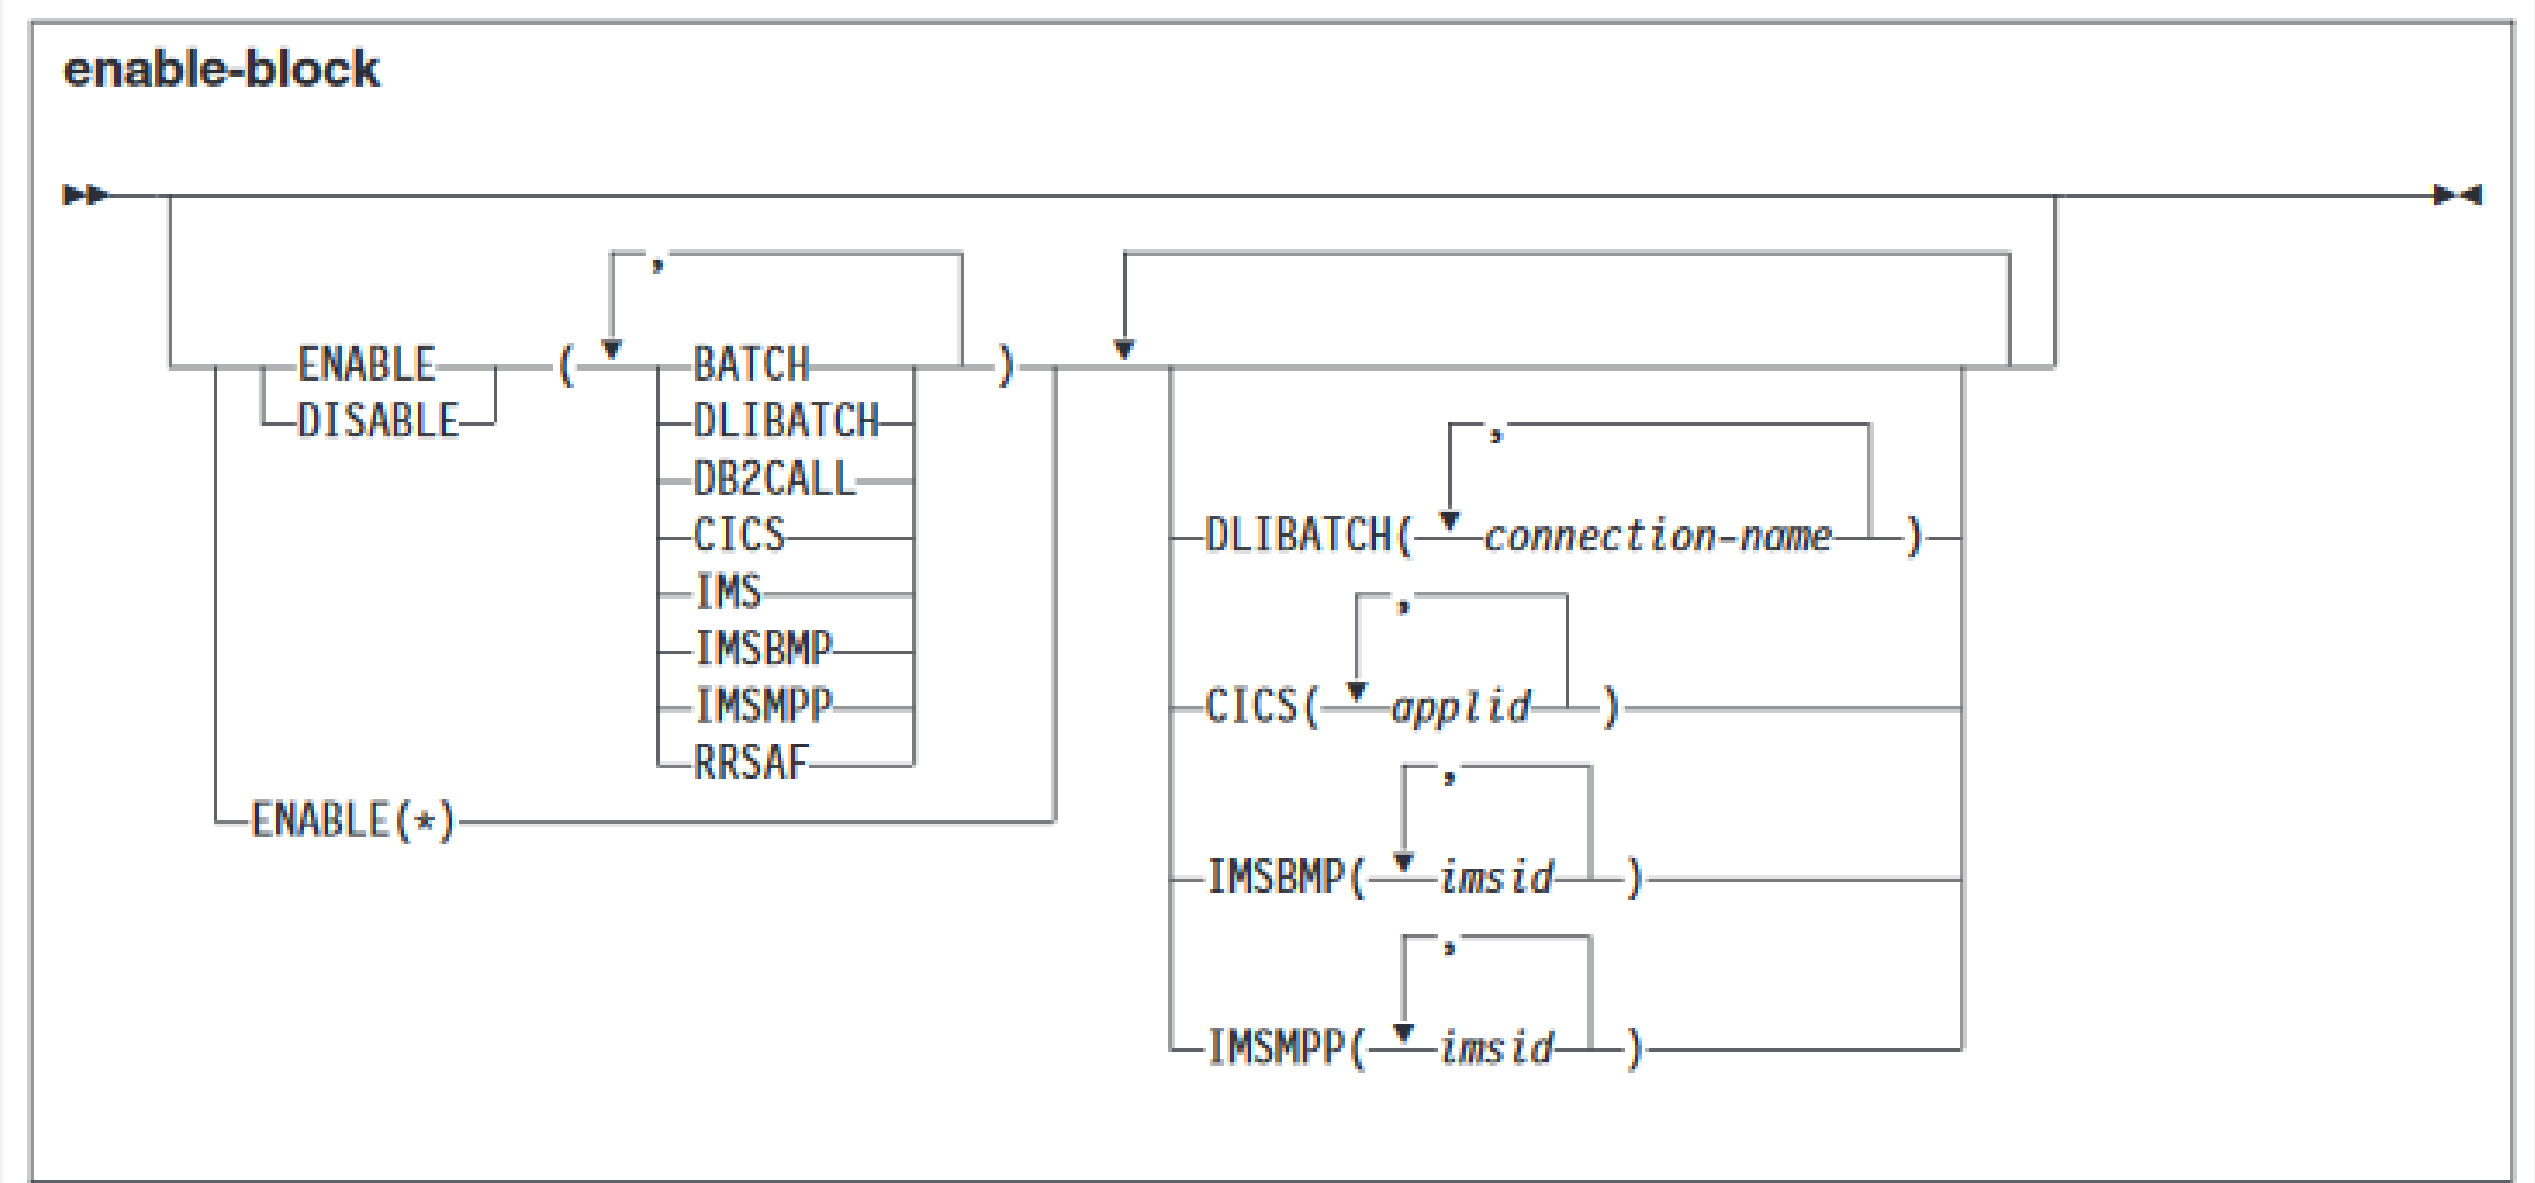 enable-block
,
ENABLE ( BATCH )
DISABLE DLIBATCH
, 
DB2CALL
CICS DLIBATCH( connection-name )
IMS ,
IMSBMP
IMSMPP CICS( applid )
RRSAF ,
ENABLE(*)
IMSBMP( imsid )
,
IMSMPP( imsid )